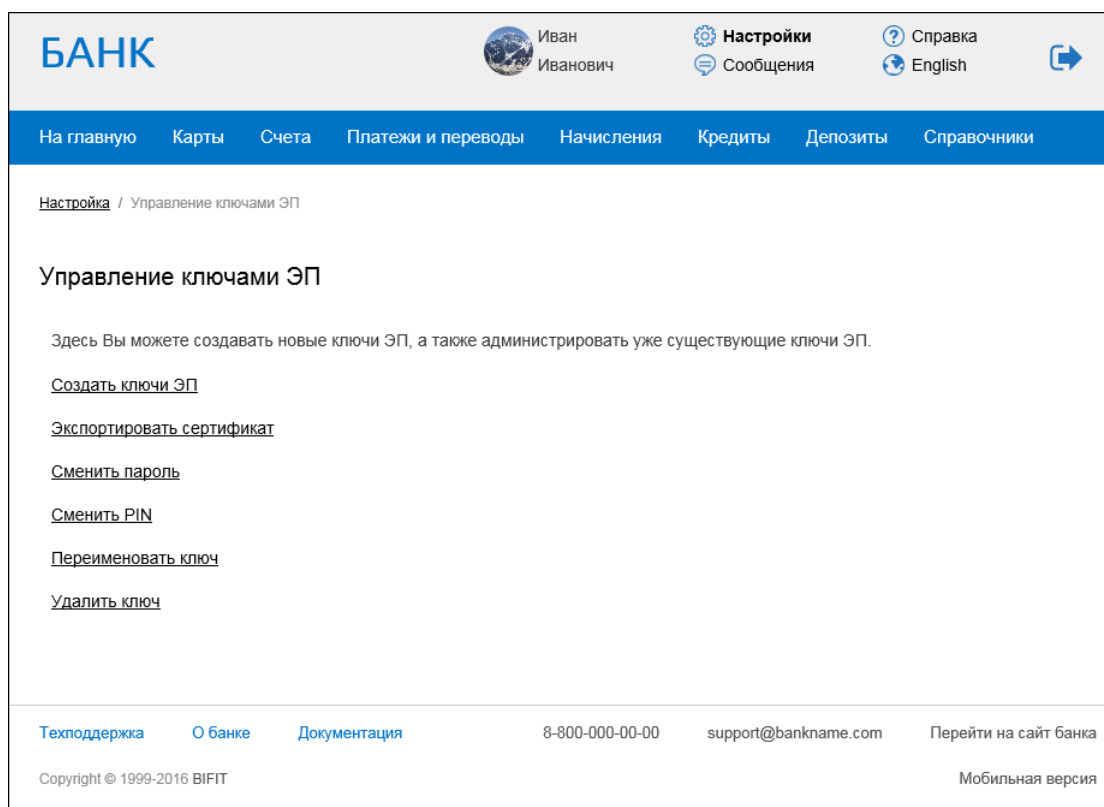 БАНК
Иван
Иванович
Настройки
Сообщения
Справка
English
На главную Карты Счета Платежи и переводы Начисления Кредиты Депозиты Справочники
Настройка / Управление ключами ЭП
Управление ключами ЭП
Здесь Вы можете создавать новые ключи ЭП, а также администрировать уже существующие ключи ЭП.
Создать ключи ЭП
Экспортировать сертификат
Сменить пароль
Сменить PIN
Переименовать ключ
Удалить ключ
Техподдержка О банке Документация 8-800-000-00-00 support@bankname.com Перейти на сайт банка
Copyright © 1999-2016 BIFIT Мобильная версия